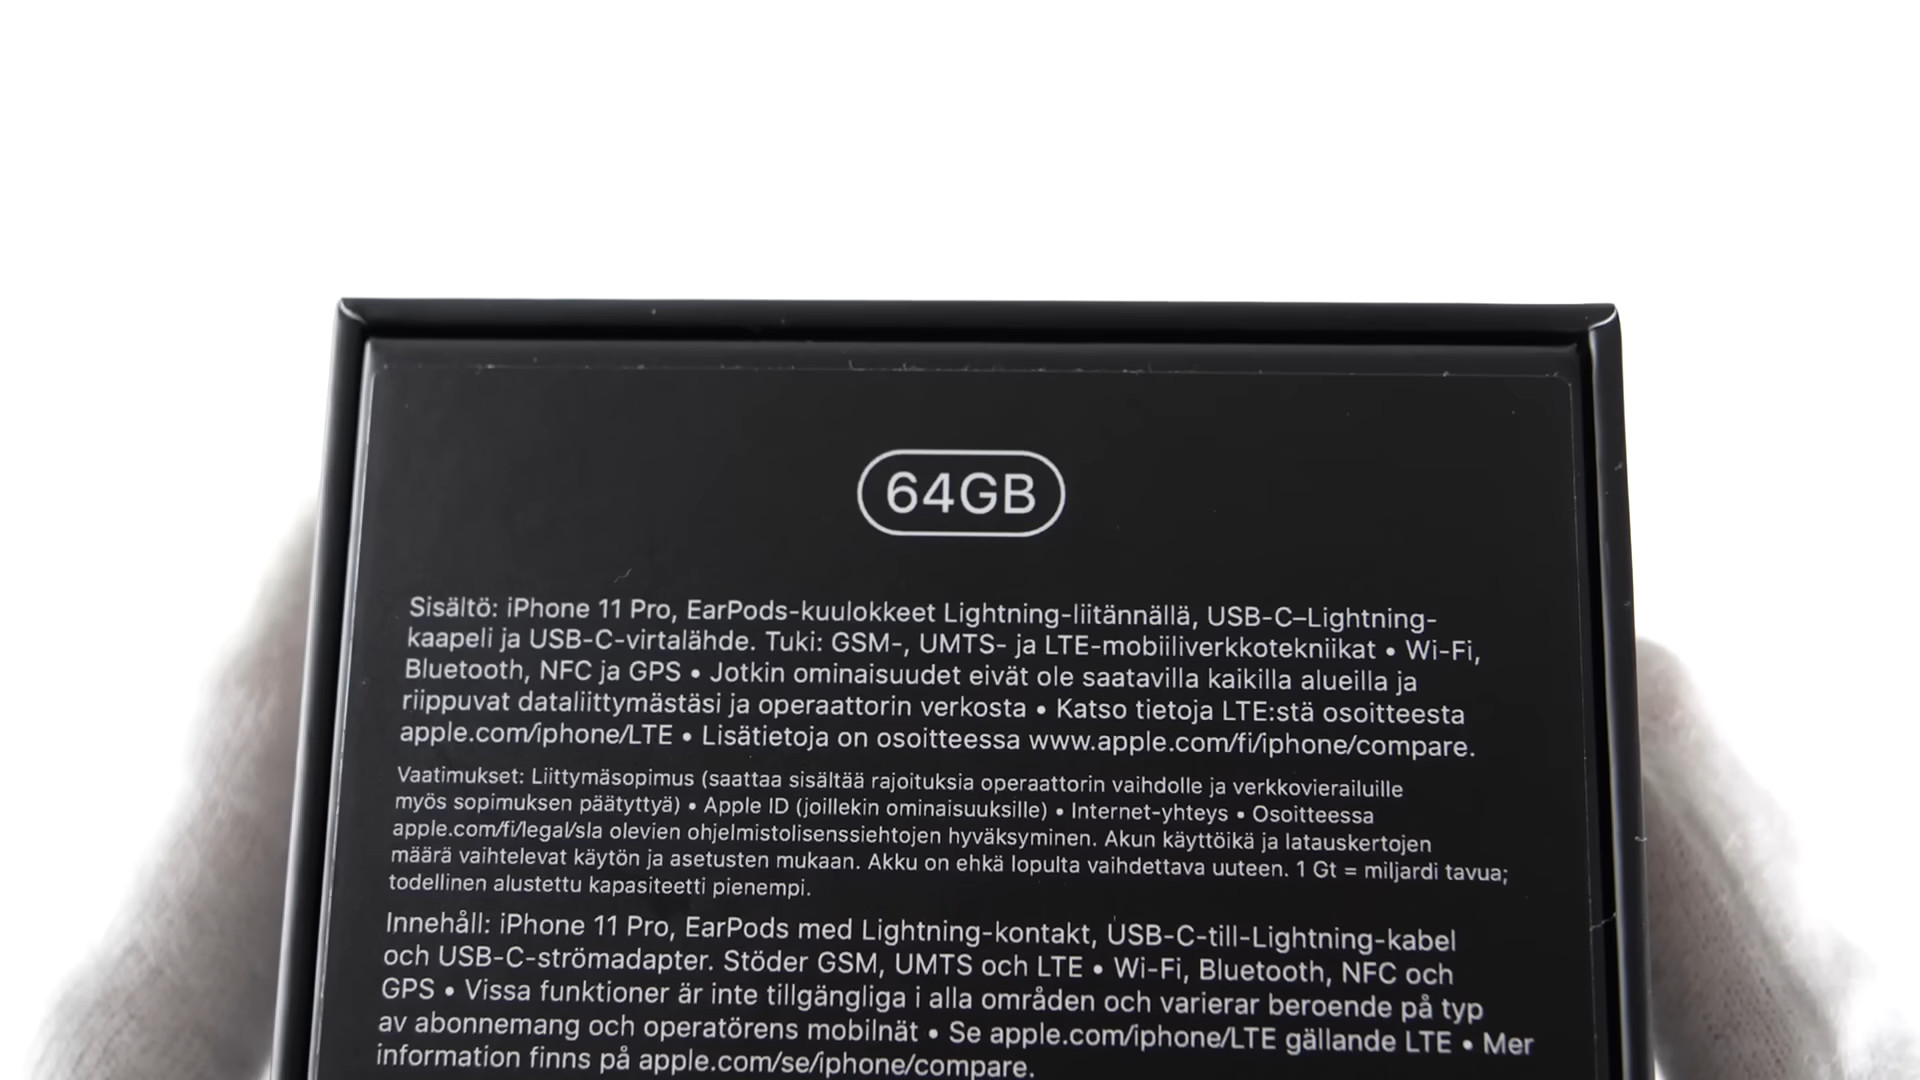 64GB
Sisältö: iPhone 11 Pro, EarPods-kuulokkeet Lightning-liitännällä, USB-C–Lightning-
kaapeli ja USB-C-virtalähde. Tuki: GSM-, UMTS- ja LTE-mobiiliverkkotekniikat • Wi-Fi,
Bluetooth, NFC ja GPS • Jotkin ominaisuudet eivät ole saatavilla kaikilla alueilla ja
riippuvat dataliittymästäsi ja operaattorin verkosta • Katso tietoja LTE:stä osoitteesta
apple.com/iphone/LTE • Lisätietoja on osoitteessa www.apple.com/fi/iphone/compare.
Vaatimukset: Liittymäsopimus (saattaa sisältää rajoituksia operaattorin vaihdolle ja verkkovierailuille
myös sopimuksen päätyttyä) • Apple ID (joillekin ominaisuuksille) • Internet-yhteys • Osoitteessa
apple.com/fi/legal/sla olevien ohjelmistolisenssiehtojen hyväksyminen. Akun käyttöikä ja latauskertojen
määrä vaihtelevat käytön ja asetusten mukaan. Akku on ehkä lopulta vaihdettava uuteen. 1 Gt = miljardi tavua;
todellinen alustettu kapasiteetti pienempi.
Innehåll: iPhone 11 Pro, EarPods med Lightning-kontakt, USB-C-till-Lightning-kabel
och USB-C-strömadapter. Stöder GSM, UMTS och LTE • Wi-Fi, Bluetooth, NFC och
GPS • Vissa funktioner är inte tillgängliga i alla områden och varierar beroende på typ
av abonnemang och operatörens mobilnät • Se apple.com/iphone/LTE gällande LTE • Mer
information finns på apple.com/se/iphone/compare.